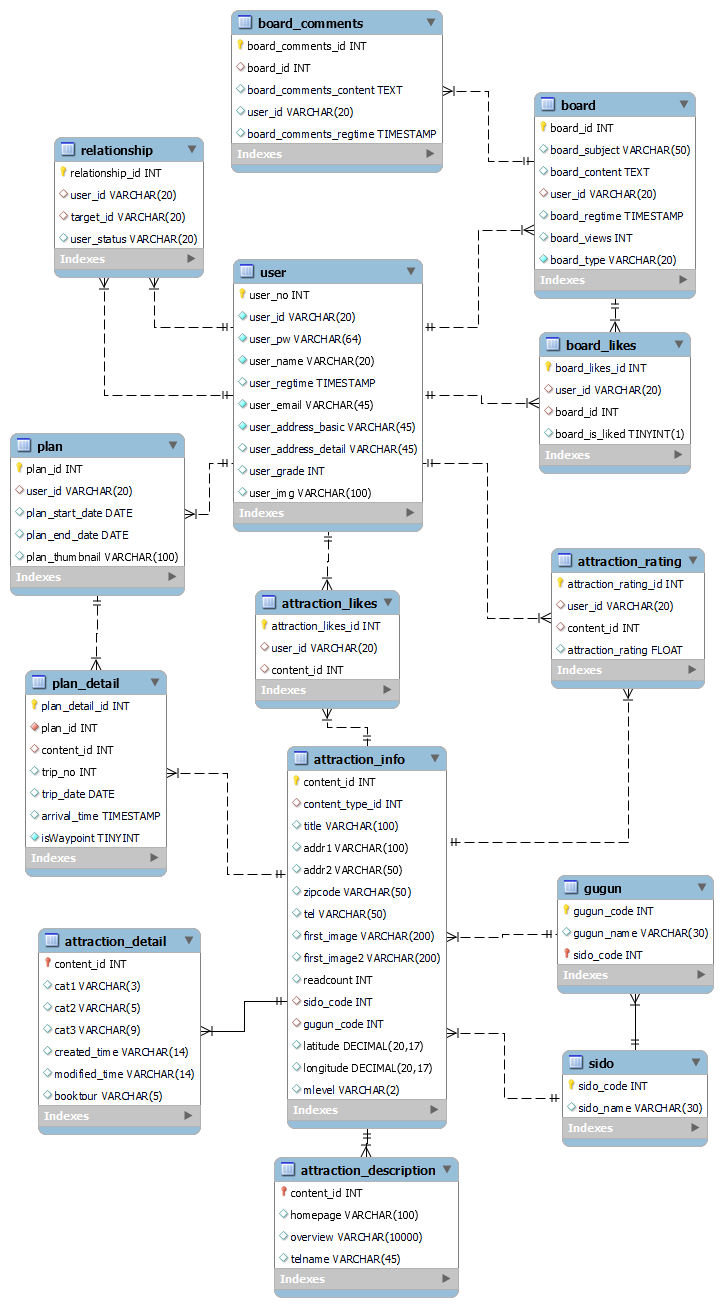 board_comments
board_comments_id INT
board_id INT
board_comments_content TEXT
user_id VARCHAR(20)
board_comments_regtime TIMESTAMP
Indexes
board
board_id INT
board_subject VARCHAR(50)
board_content TEXT
user_id VARCHAR(20)
board_regtime TIMESTAMP
board_views INT
board_type VARCHAR(20)
Indexes
relationship
relationship_id INT
user_id VARCHAR(20)
target_id VARCHAR(20)
user_status VARCHAR(20)
Indexes
user
user_no INT
user_id VARCHAR(20)
user_pw VARCHAR(64)
user_name VARCHAR(20)
user_regtime TIMESTAMP
user_email VARCHAR(45)
user_address_basic VARCHAR(45)
user_address_detail VARCHAR(45)
user_grade INT
user_img VARCHAR(100)
Indexes
board_likes
board_likes_id INT
user_id VARCHAR(20)
board_id INT
board_is_liked TINYINT(1)
Indexes
plan
plan_id INT
user_id VARCHAR(20)
plan_start_date DATE
plan_end_date DATE
plan_thumbnail VARCHAR(100)
Indexes
attraction_rating
attraction_rating_id INT
user_id VARCHAR(20)
content_id INT
attraction_rating FLOAT
Indexes
attraction_likes
attraction_likes_id INT
user_id VARCHAR(20)
content_id INT
Indexes
plan_detail
plan_detail_id INT
plan_id INT
content_id INT
trip_no INT
trip_date DATE
arrival_time TIMESTAMP
isWaypoint TINYINT
Indexes
attraction_info
content_id INT
content_type_id INT
title VARCHAR(100)
addr1 VARCHAR(100)
addr2 VARCHAR(50)
zipcode VARCHAR(50)
tel VARCHAR(50)
first_image VARCHAR(200)
first_image2 VARCHAR(200)
readcount INT
sido_code INT
gugun_code INT
latitude DECIMAL(20,17)
longitude DECIMAL(20,17)
mlevel VARCHAR(2)
Indexes
gugun
gugun_code INT
gugun_name VARCHAR(30)
sido_code INT
Indexes
attraction_detail
content_id INT
cat1 VARCHAR(3)
cat2 VARCHAR(5)
cat3 VARCHAR(9)
created_time VARCHAR(14)
modified_time VARCHAR(14)
booktour VARCHAR(5)
Indexes
sido
sido_code INT
sido_name VARCHAR(30)
Indexes
attraction_description
content_id INT
homepage VARCHAR(100)
overview VARCHAR(10000)
telname VARCHAR(45)
Indexes